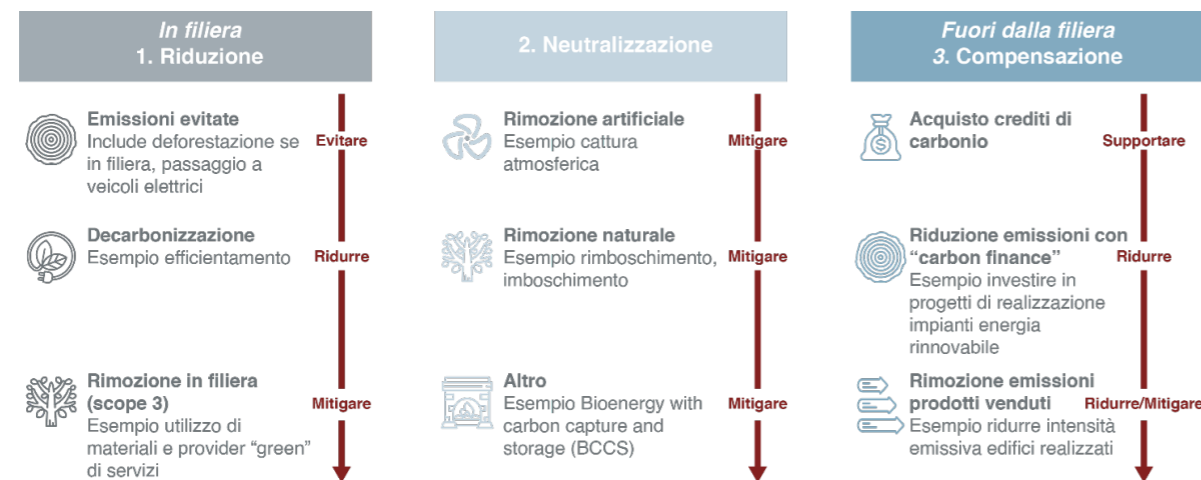 In filiera
1. Riduzione
Emissioni evitate
Include deforestazione se
in filiera, passaggio a
veicoli elettrici
Evitare
Decarbonizzazione
Esempio efficientamento
Ridurre
Rimozione in filiera
(scope 3)
Esempio utilizzo di
materiali e provider “green”
di servizi
Mitigare
2. Neutralizzazione
Rimozione artificiale
Esempio cattura
atmosferica
Mitigare
Rimozione naturale
Esempio rimboschimento,
imboschimento
Mitigare
Altro
Esempio Bioenergy with
carbon capture and
storage (BCCS)
Mitigare
Fuori dalla filiera
3. Compensazione
Acquisto crediti di
carbonio
Supportare
Riduzione emissioni con
“carbon finance”
Esempio investire in
progetti di realizzazione
impianti energia
rinnovabile
Ridurre
Rimozione emissioni
prodotti venduti
Esempio ridurre intensità
emissiva edifici realizzati
Ridurre/Mitigare